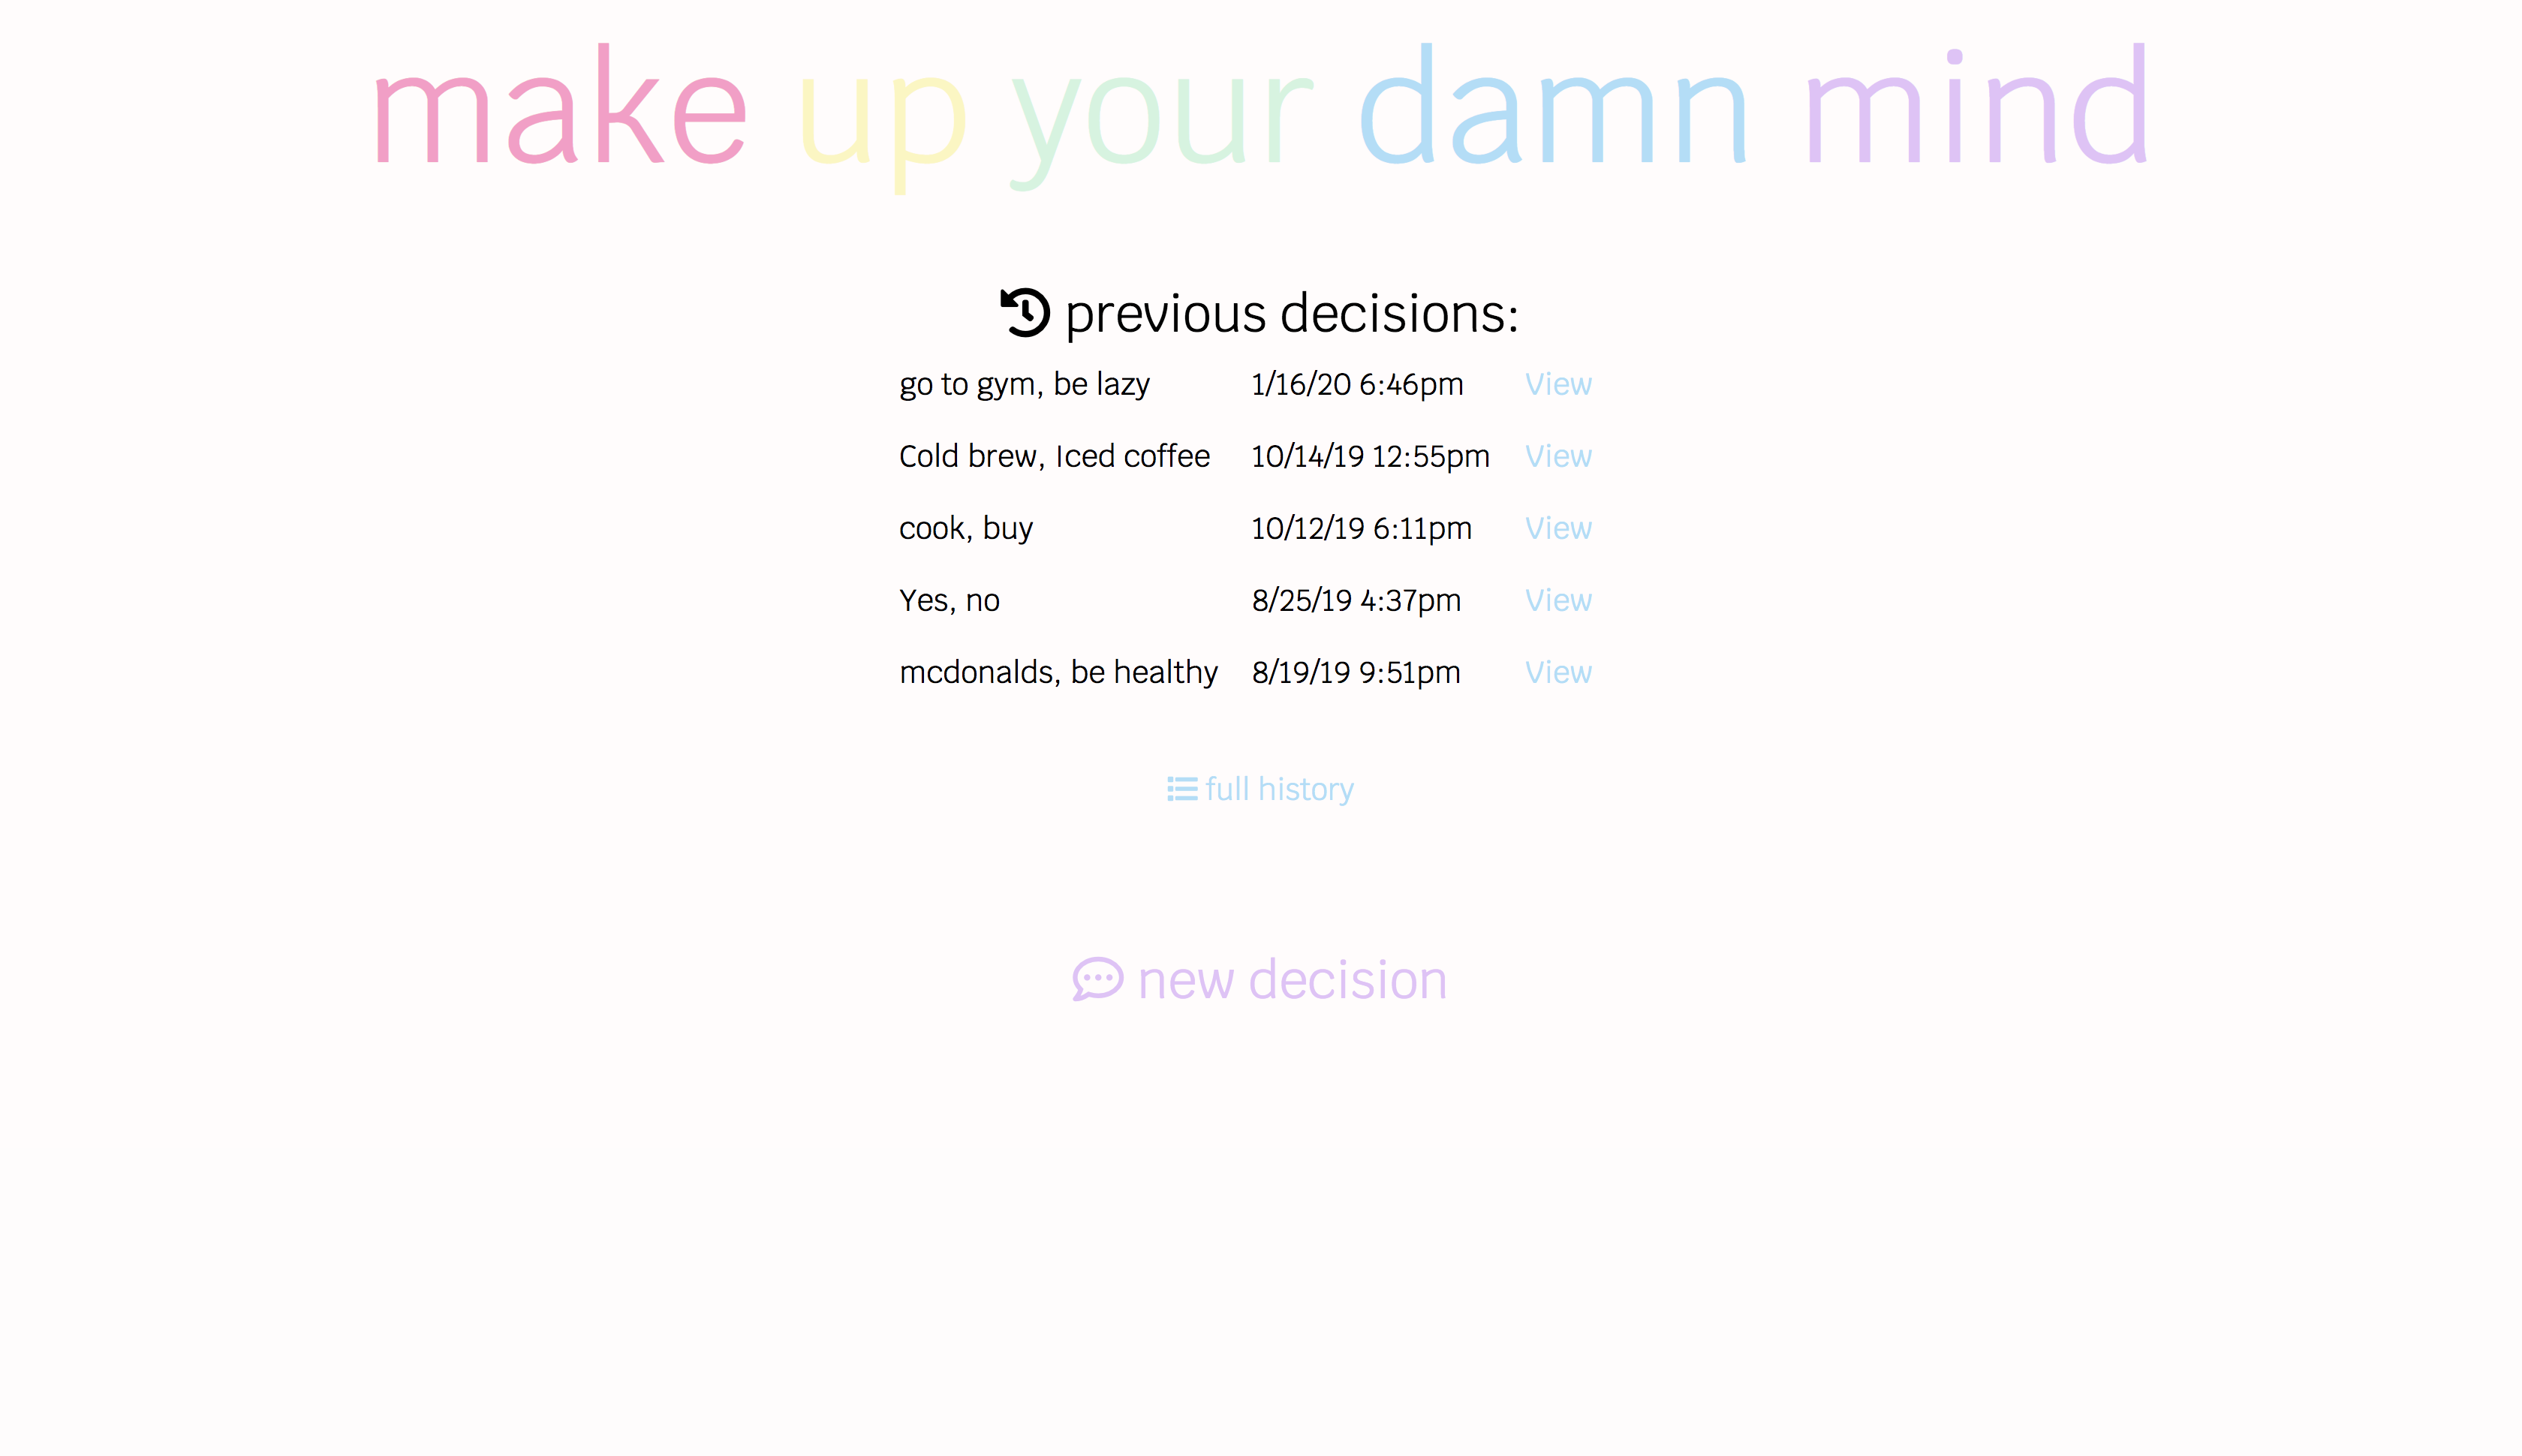 make up your damn mind
previous decisions:
go to gym, be lazy 1/16/20 6:46pm View
Cold brew, Iced coffee 10/14/19 12:55pm View
cook, buy 10/12/19 6:11pm View
Yes, no 8/25/19 4:37pm View
mcdonalds, be healthy 8/19/19 9:51pm View
full history
new decision